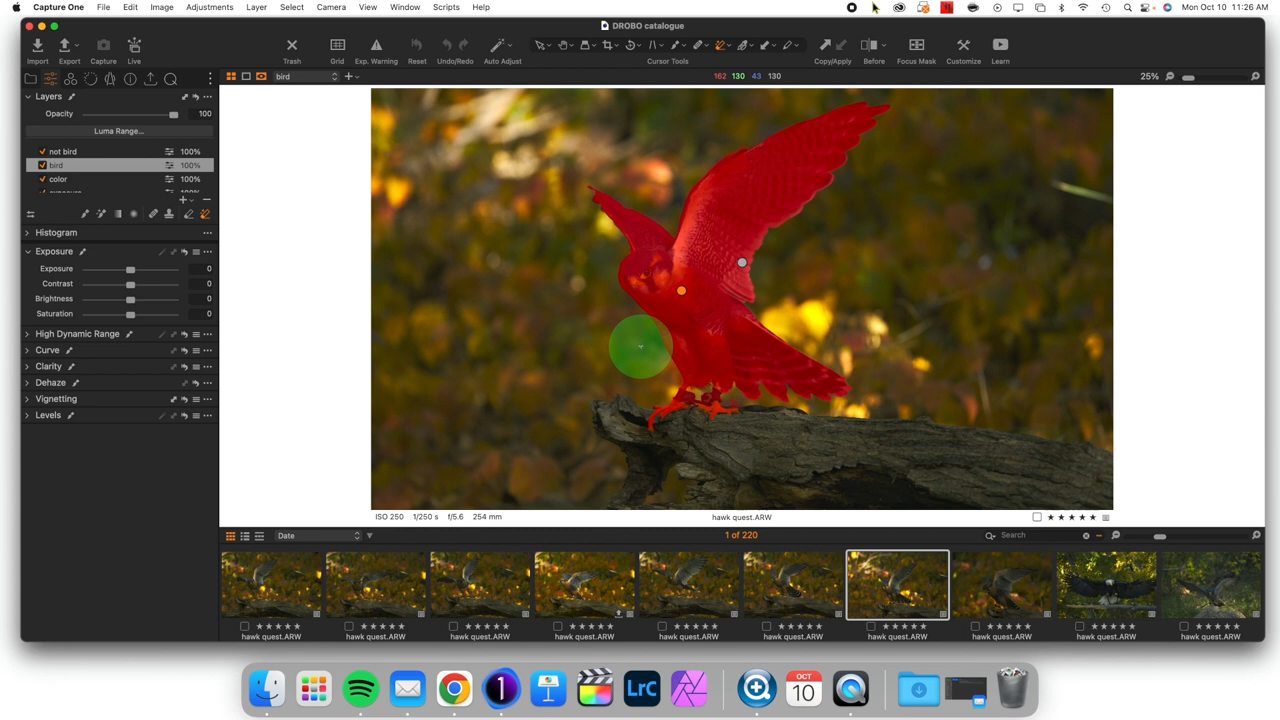 Capture One File Edit Image Adjustments Layer Select Camera View Window Scripts Help Mon Oct 10 11:26 AM
DROBO catalogue
Import Export Capture Live Trash Grid Exp. Warning Reset Undo/Redo Auto Adjust Cursor Tools Copy/Apply Before Focus Mask Customize Learn
bird 162 130 43 130 25%
Layers
Opacity 100
Luma Range...
not bird 100%
bird 100%
color 100%
Histogram
Exposure
Exposure 0
Contrast 0
Brightness 0
Saturation 0
High Dynamic Range
Curve
Clarity
Dehaze
Vignetting
Levels
ISO 250 1/250 s f/5.6 254 mm hawk quest.ARW
Date 1 of 220 Search
hawk quest.ARW hawk quest.ARW hawk quest.ARW hawk quest.ARW hawk quest.ARW hawk quest.ARW hawk quest.ARW hawk quest.ARW hawk quest.ARW hawk quest.ARW
1 LrC OCT 10